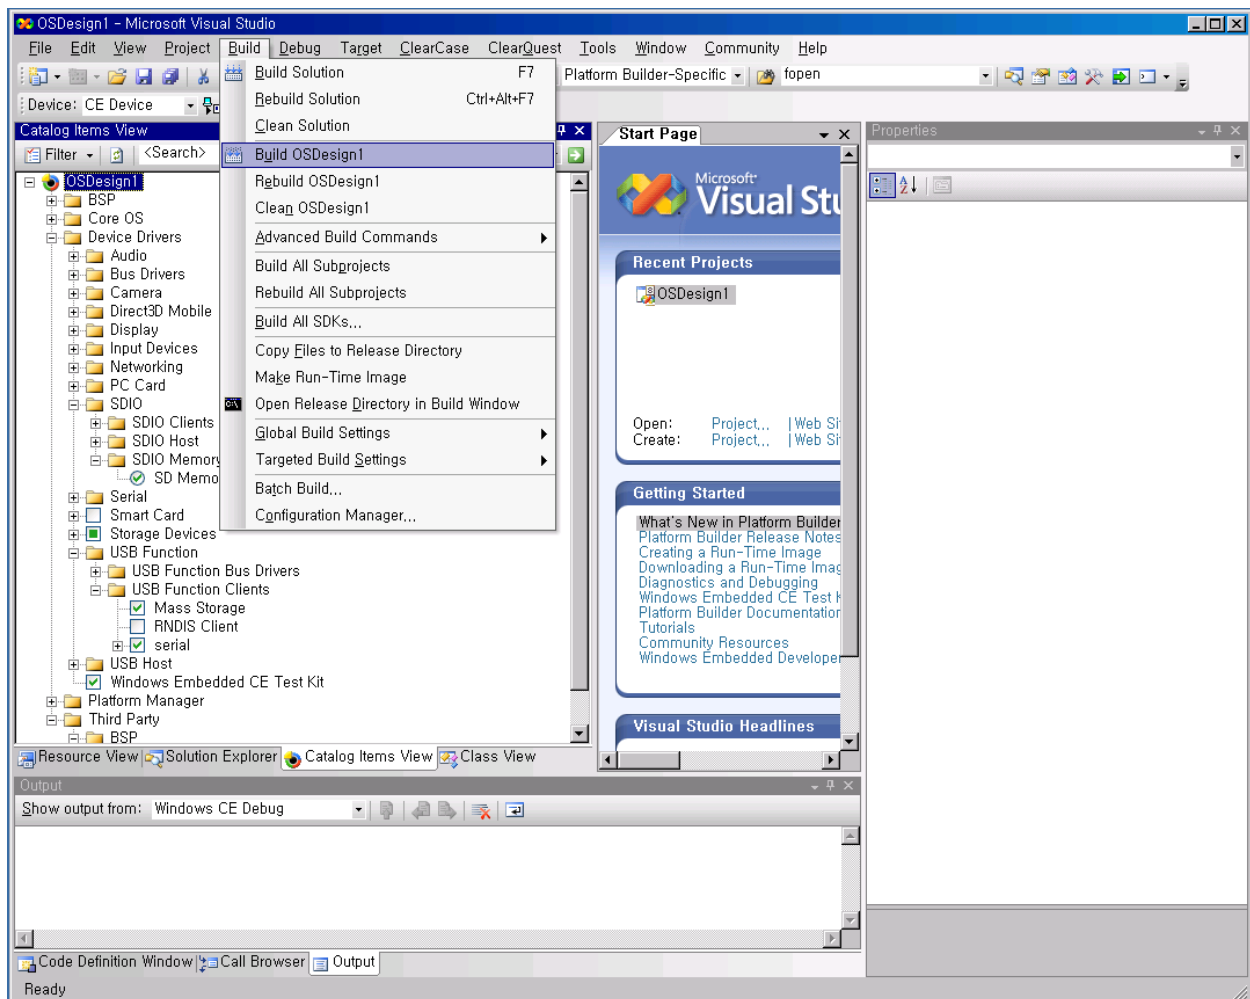 OSDesign1 - Microsoft Visual Studio
File Edit View Project Build Debug Target ClearCase ClearQuest Tools Window Community Help
Platform Builder-Specific fopen
Device: CE Device
Build Solution F7
Rebuild Solution Ctrl+Alt+F7
Clean Solution
Build OSDesign1
Rebuild OSDesign1
Clean OSDesign1
Advanced Build Commands
Build All Subprojects
Rebuild All Subprojects
Build All SDKs...
Copy Files to Release Directory
Make Run-Time Image
Open Release Directory in Build Window
Global Build Settings
Targeted Build Settings
Batch Build...
Configuration Manager...
Catalog Items View
Filter <Search>
OSDesign1
BSP
Core OS
Device Drivers
Audio
Bus Drivers
Camera
Direct3D Mobile
Display
Input Devices
Networking
PC Card
SDIO
SDIO Clients
SDIO Host
SDIO Memory
SD Memo
Serial
Smart Card
Storage Devices
USB Function
USB Function Bus Drivers
USB Function Clients
Mass Storage
RNDIS Client
serial
USB Host
Windows Embedded CE Test Kit
Platform Manager
Third Party
BSP
Resource View Solution Explorer Catalog Items View Class View
Start Page
Microsoft
Visual Stu
Recent Projects
OSDesign1
Open: Project... | Web Si
Create: Project... | Web Si
Getting Started
What's New in Platform Builder
Platform Builder Release Notes
Creating a Run-Time Image
Downloading a Run-Time Imag
Diagnostics and Debugging
Windows Embedded CE Test K
Platform Builder Documentation
Tutorials
Community Resources
Windows Embedded Developer
Visual Studio Headlines
Properties
Output
Show output from: Windows CE Debug
Code Definition Window Call Browser Output
Ready